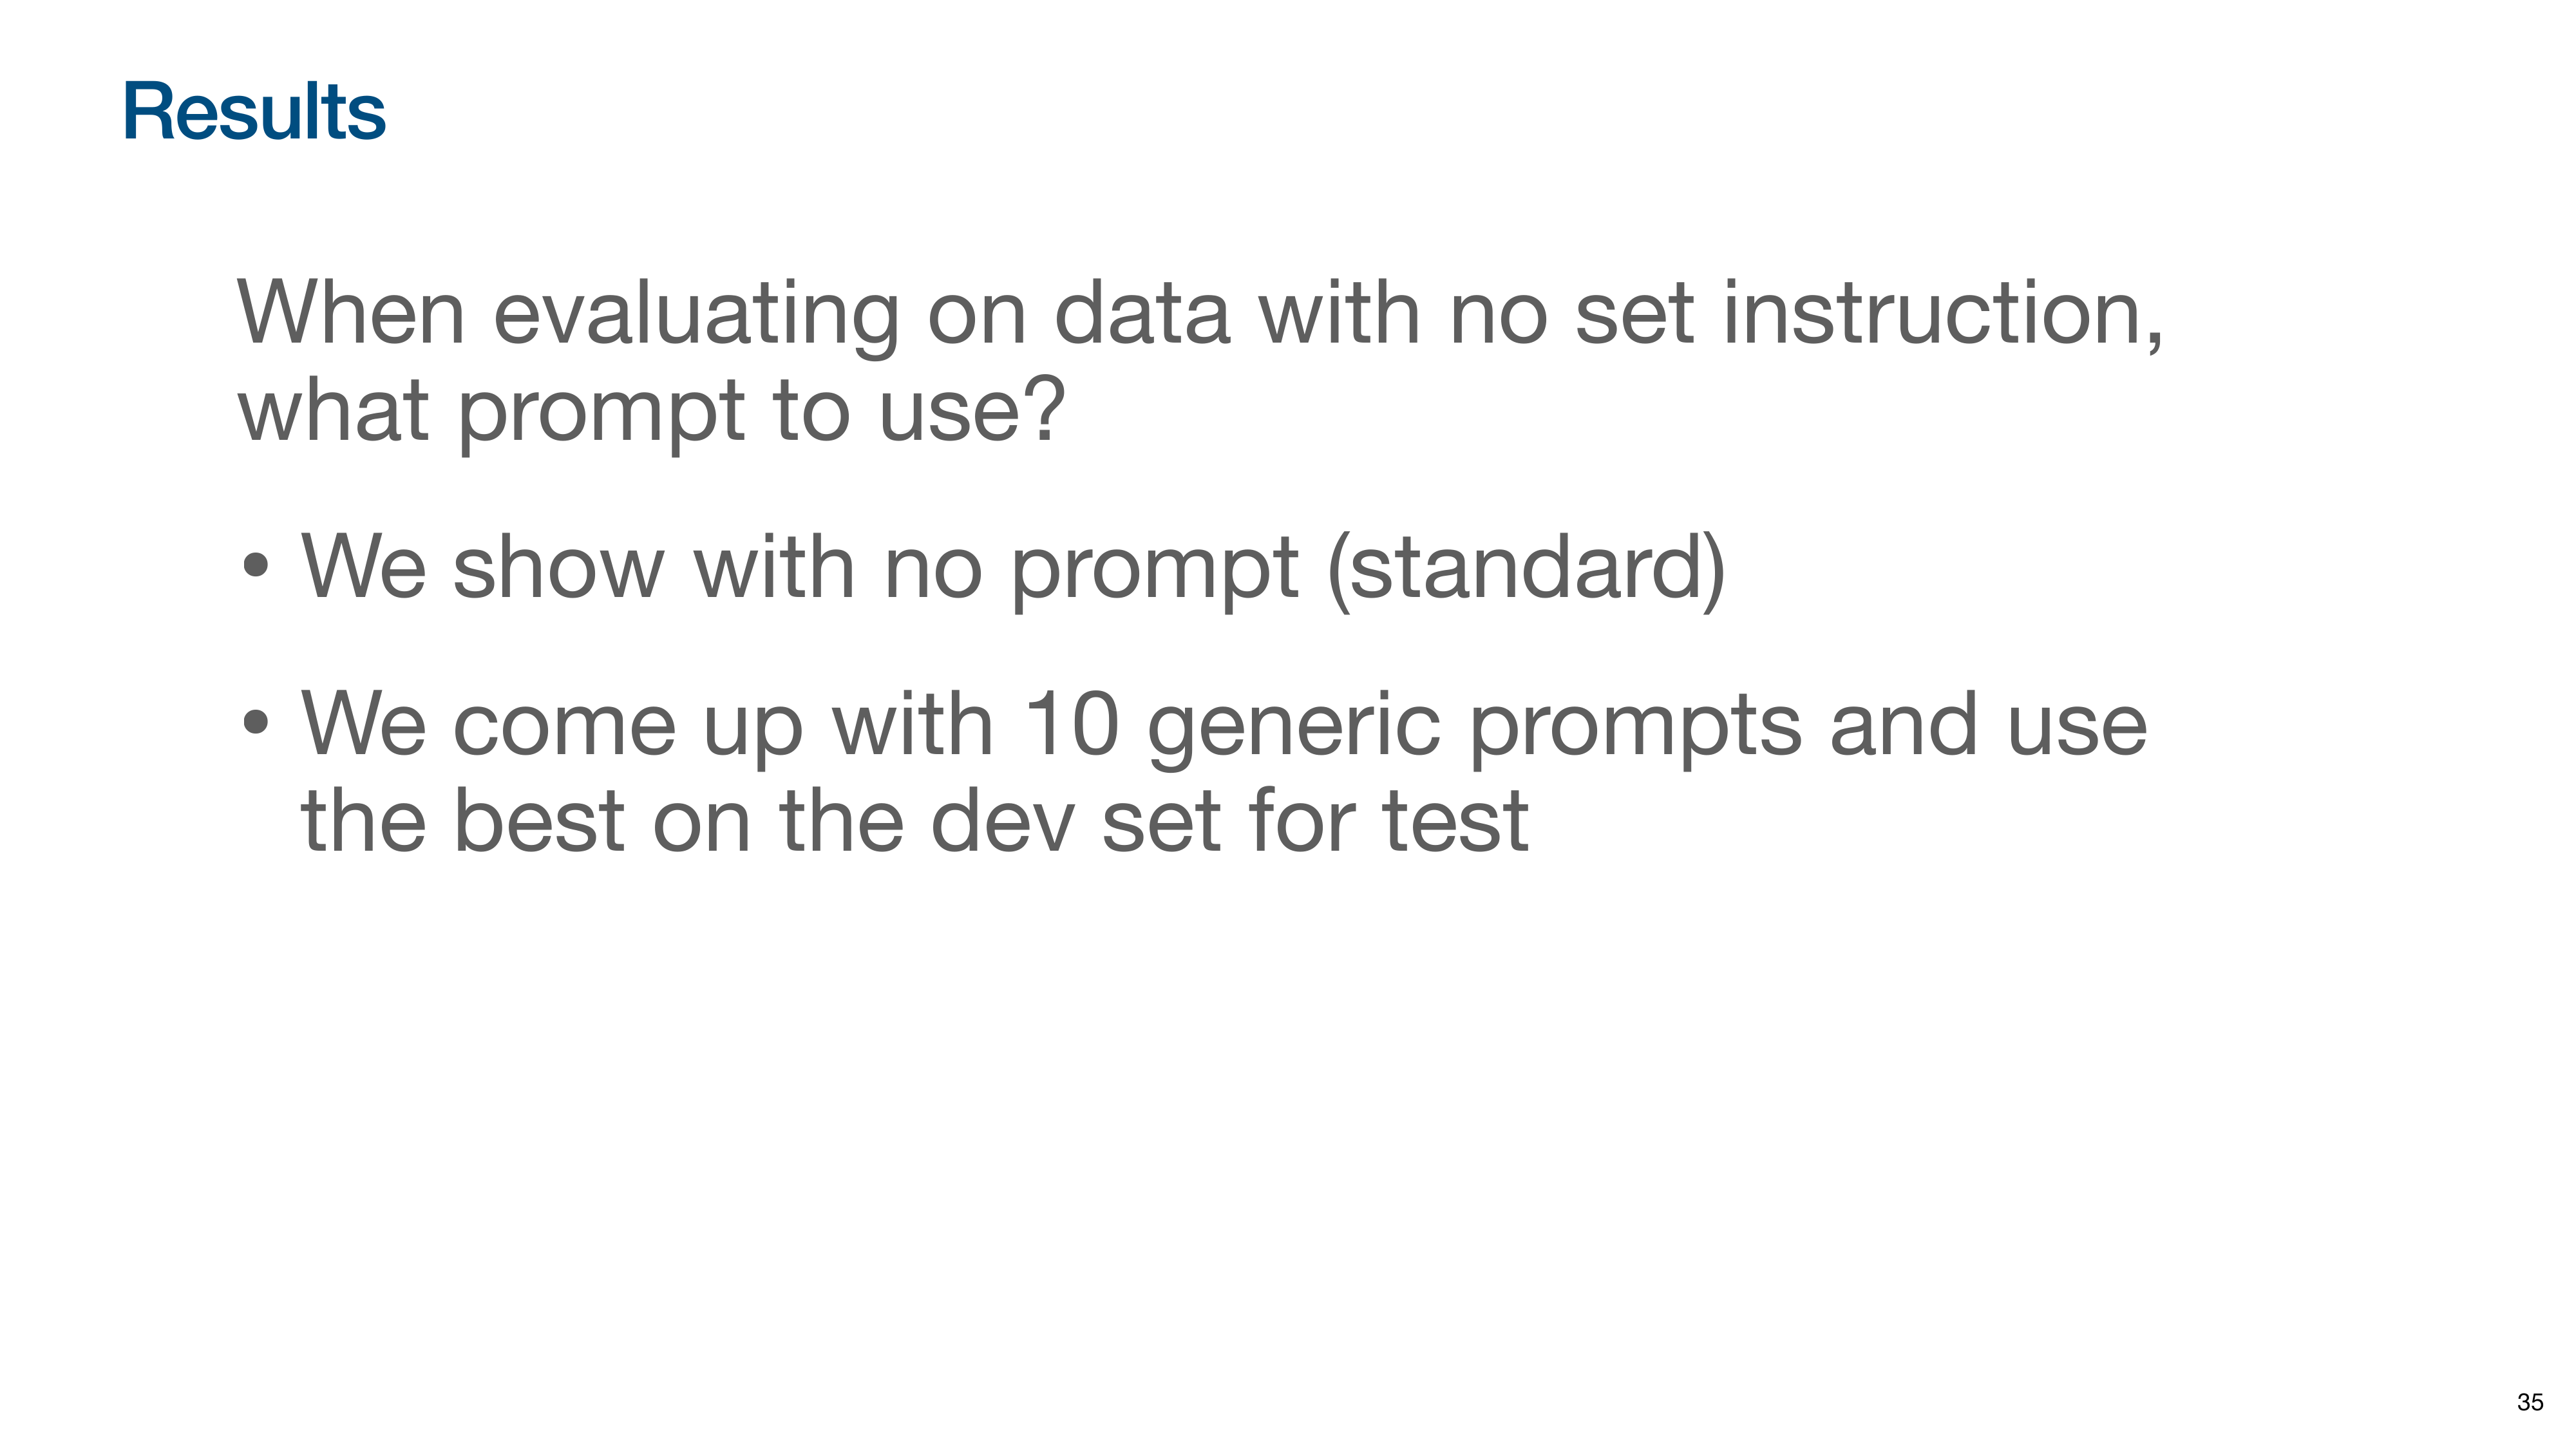 Results
When evaluating on data with no set instruction,
what prompt to use?
• We show with no prompt (standard)
• We come up with 10 generic prompts and use
the best on the dev set for test
35